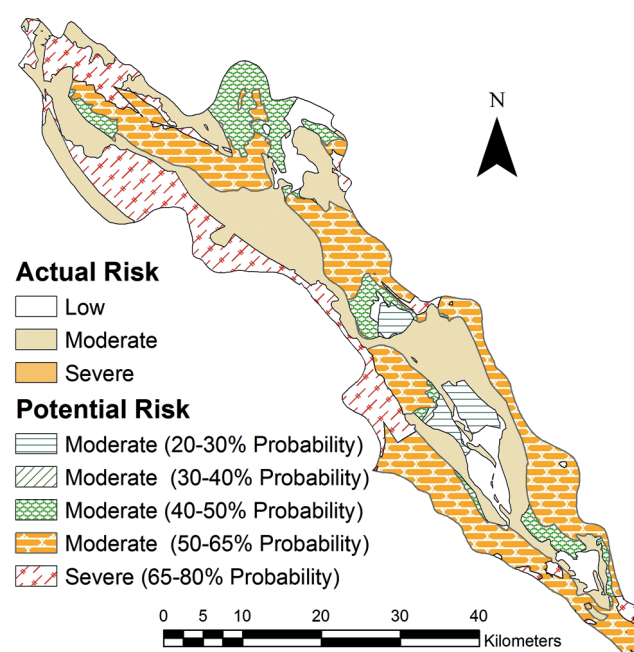 N
Actual Risk
Low
Moderate
Severe
Potential Risk
Moderate (20-30% Probability)
Moderate (30-40% Probability)
Moderate (40-50% Probability)
Moderate (50-65% Probability)
Severe (65-80% Probability)
0 5 10 20 30 40
Kilometers